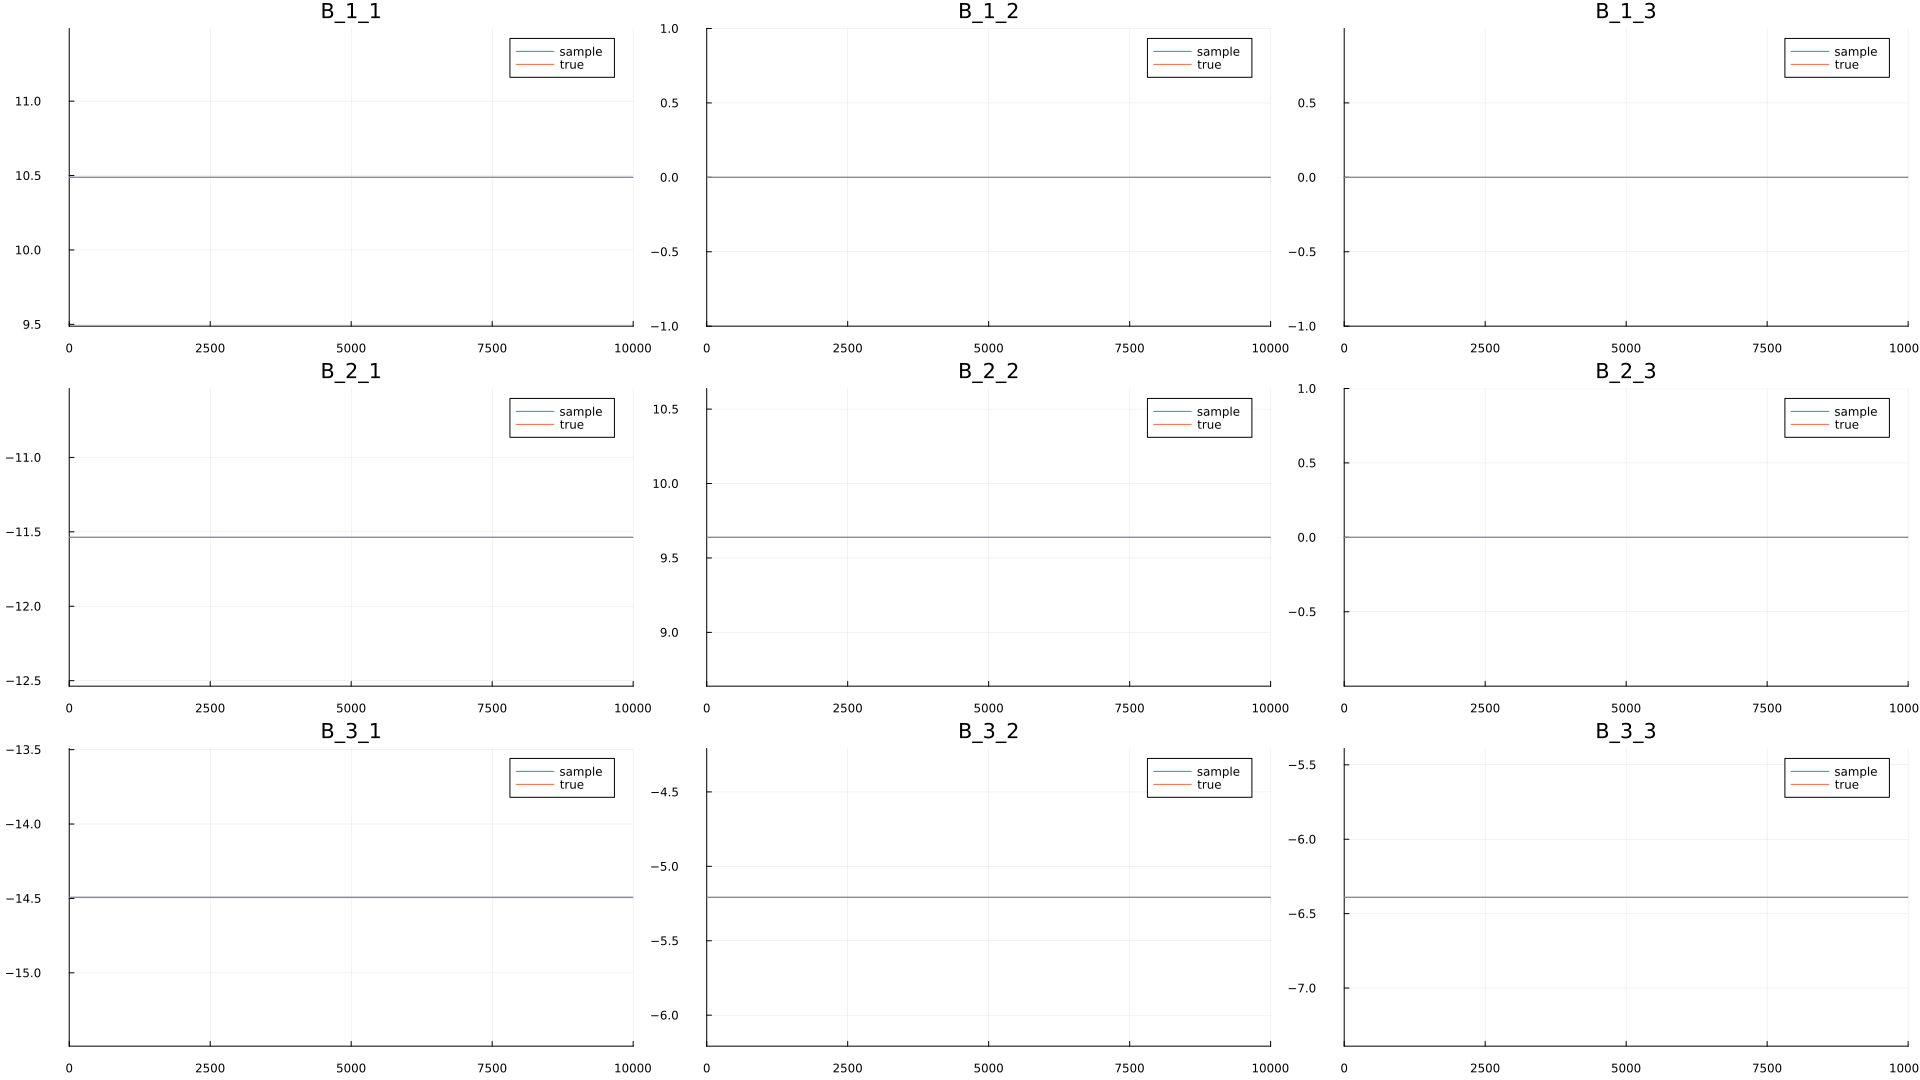 B_1_1
B_1_2
B_1_3
sample
true
sample
true
sample
true
11.0
10.5
10.0
9.5
1.0
0.5
0.0
−0.5
−1.0
0.5
0.0
−0.5
−1.0
0 2500 5000 7500 10000
0 2500 5000 7500 10000
0 2500 5000 7500 1000
B_2_1
B_2_2
B_2_3
sample
true
sample
true
sample
true
−11.0
−11.5
−12.0
−12.5
10.5
10.0
9.5
9.0
1.0
0.5
0.0
−0.5
0 2500 5000 7500 10000
0 2500 5000 7500 10000
0 2500 5000 7500 1000
B_3_1
B_3_2
B_3_3
sample
true
sample
true
sample
true
−13.5
−14.0
−14.5
−15.0
−4.5
−5.0
−5.5
−6.0
−5.5
−6.0
−6.5
−7.0
0 2500 5000 7500 10000
0 2500 5000 7500 10000
0 2500 5000 7500 1000